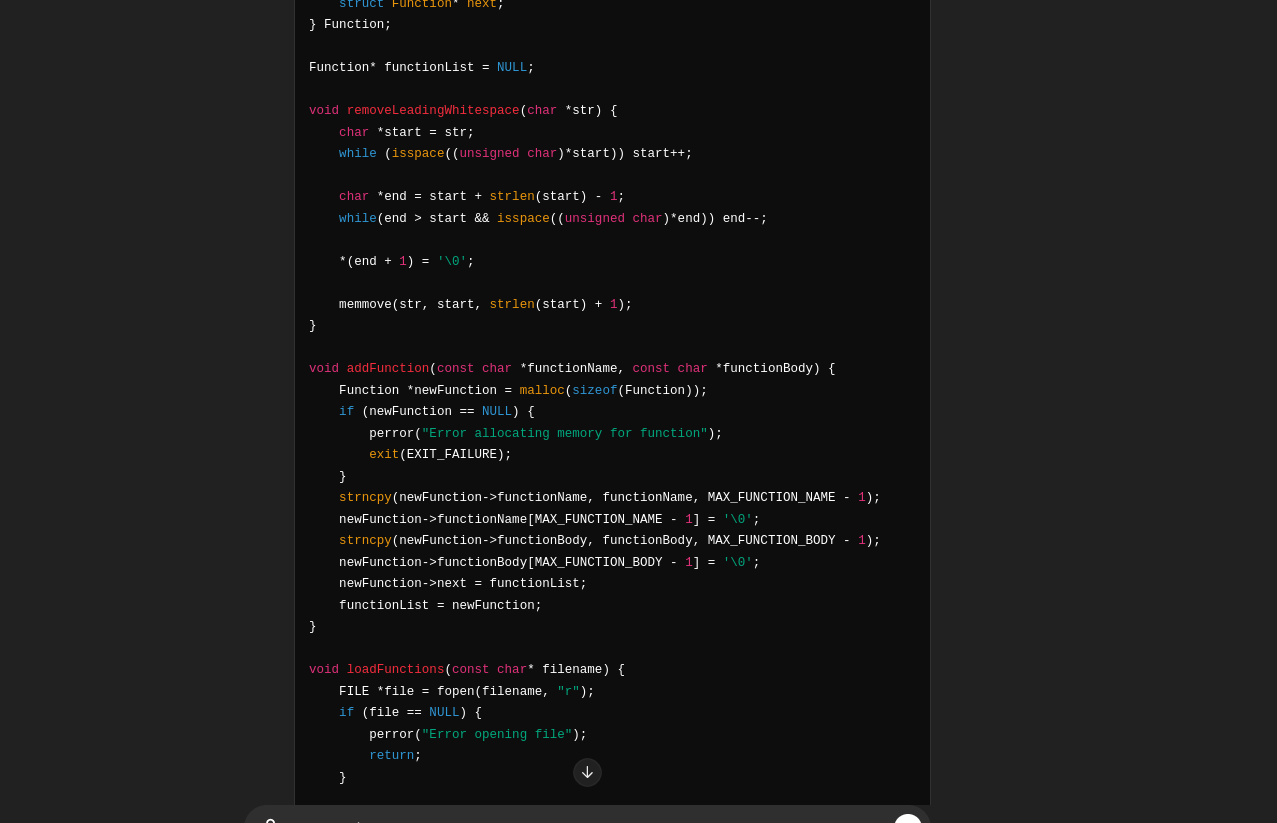 struct Function* next;
} Function;

Function* functionList = NULL;

void removeLeadingWhitespace(char *str) {
    char *start = str;
    while (isspace((unsigned char)*start)) start++;

    char *end = start + strlen(start) - 1;
    while(end > start && isspace((unsigned char)*end)) end--;

    *(end + 1) = '\0';

    memmove(str, start, strlen(start) + 1);
}

void addFunction(const char *functionName, const char *functionBody) {
    Function *newFunction = malloc(sizeof(Function));
    if (newFunction == NULL) {
        perror("Error allocating memory for function");
        exit(EXIT_FAILURE);
    }
    strncpy(newFunction->functionName, functionName, MAX_FUNCTION_NAME - 1);
    newFunction->functionName[MAX_FUNCTION_NAME - 1] = '\0';
    strncpy(newFunction->functionBody, functionBody, MAX_FUNCTION_BODY - 1);
    newFunction->functionBody[MAX_FUNCTION_BODY - 1] = '\0';
    newFunction->next = functionList;
    functionList = newFunction;
}

void loadFunctions(const char* filename) {
    FILE *file = fopen(filename, "r");
    if (file == NULL) {
        perror("Error opening file");
        return;
    }